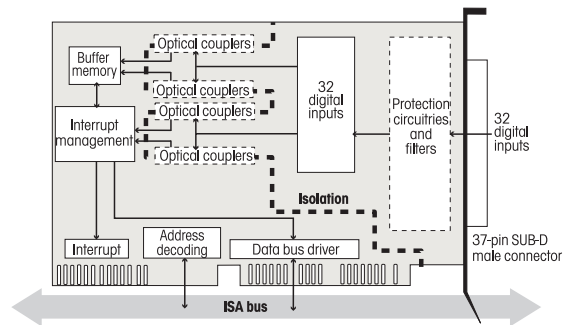 Optical couplers
Buffer
memory
Optical couplers
Optical couplers
Interrupt
management
Optical couplers
32
digital
inputs
Protection
circuitries
and
filters
32
digital
inputs
Isolation
37-pin SUB-D
male connector
Interrupt
Address
decoding
Data bus driver
ISA bus